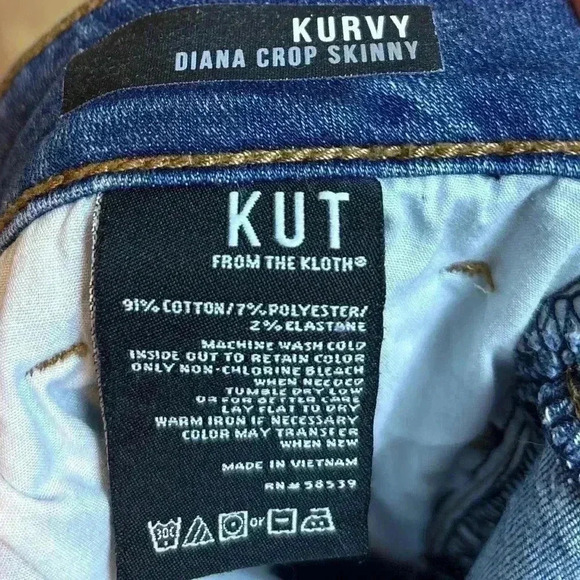 KURVY
DIANA CROP SKINNY
KUT
FROM THE KLOTH®
91% COTTON/7% POLYESTER/
2% ELASTANE
MACHINE WASH COLD
INSIDE OUT TO RETAIN COLOR
ONLY NON-CHLORINE BLEACH
WHEN NEEDED
TUMBLE DRY LOW
OR FOR BETTER CARE
LAY FLAT TO DRY
WARM IRON IF NECESSARY
COLOR MAY TRANSFER
WHEN NEW
MADE IN VIETNAM
RN# 58539
30C or